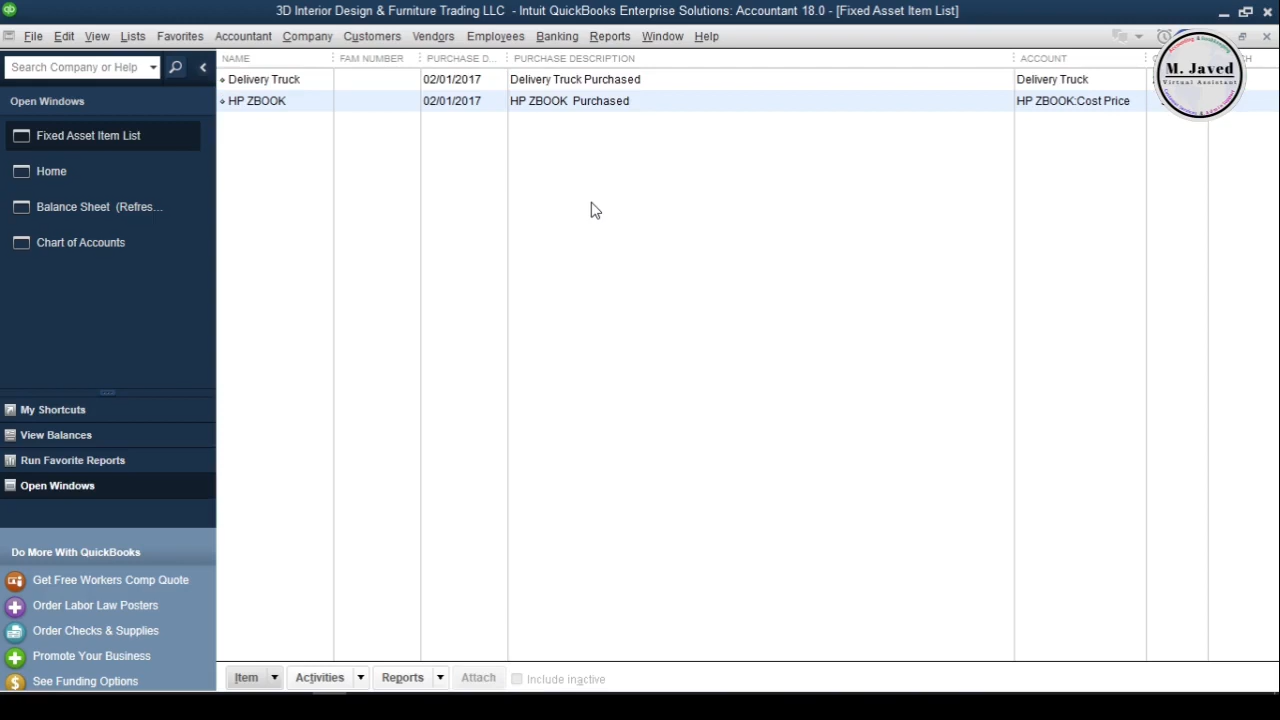 3D Interior Design & Furniture Trading LLC - Intuit QuickBooks Enterprise Solutions: Accountant 18.0 - [Fixed Asset Item List]
File Edit View Lists Favorites Accountant Company Customers Vendors Employees Banking Reports Window Help
Search Company or Help
Open Windows
Fixed Asset Item List
Home
Balance Sheet (Refres...
Chart of Accounts
My Shortcuts
View Balances
Run Favorite Reports
Open Windows
Do More With QuickBooks
Get Free Workers Comp Quote
Order Labor Law Posters
Order Checks & Supplies
Promote Your Business
See Funding Options
NAME FAM NUMBER PURCHASE D... PURCHASE DESCRIPTION ACCOUNT
Delivery Truck 02/01/2017 Delivery Truck Purchased Delivery Truck
HP ZBOOK 02/01/2017 HP ZBOOK Purchased HP ZBOOK:Cost Price
M. Javed
Virtual Assistant
Item Activities Reports Attach Include inactive